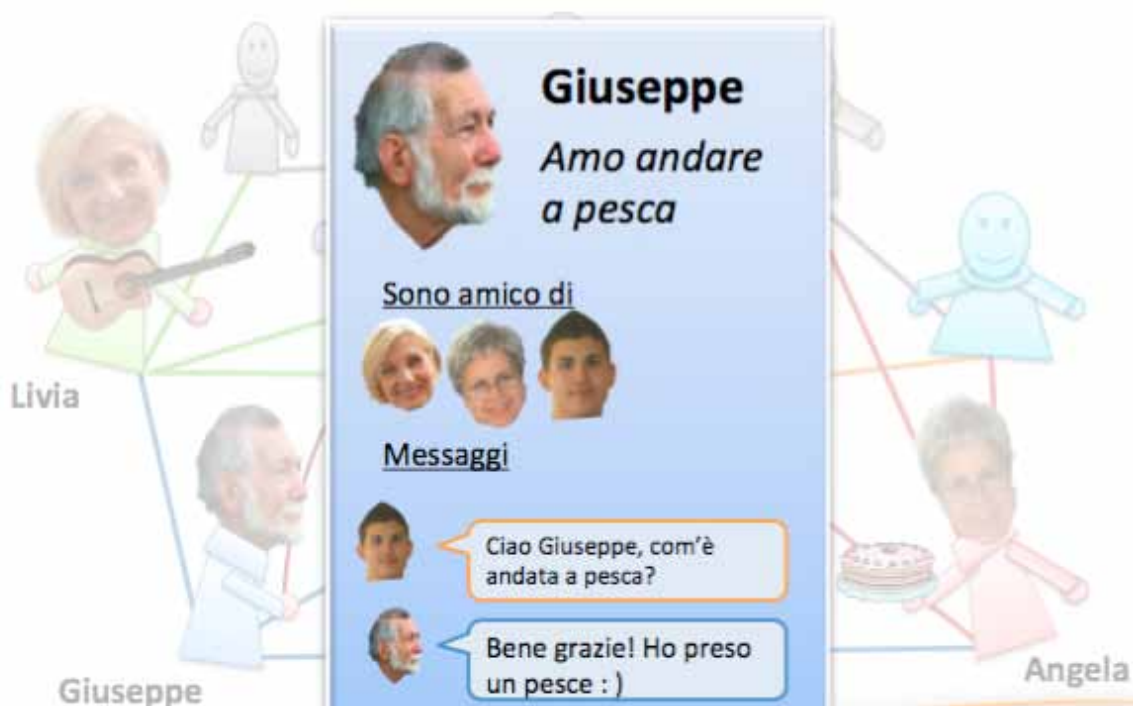 Giuseppe
Amo andare
a pesca
Sono amico di
Messaggi
Ciao Giuseppe, com'è
andata a pesca?
Bene grazie! Ho preso
un pesce : )
Livia
Giuseppe
Angela